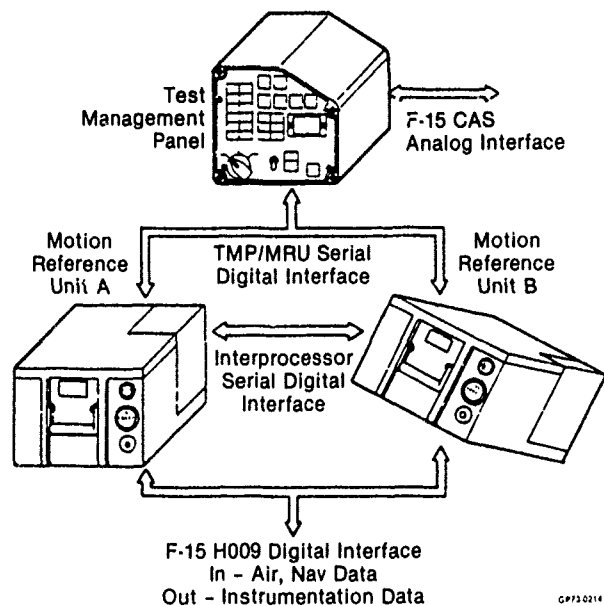 Test
Management
Panel
F-15 CAS
Analog Interface
Motion
Reference
Unit A
TMP/MRU Serial
Digital Interface
Motion
Reference
Unit B
Interprocessor
Serial Digital
Interface
F-15 H009 Digital Interface
In - Air, Nav Data
Out - Instrumentation Data
GP73-0214